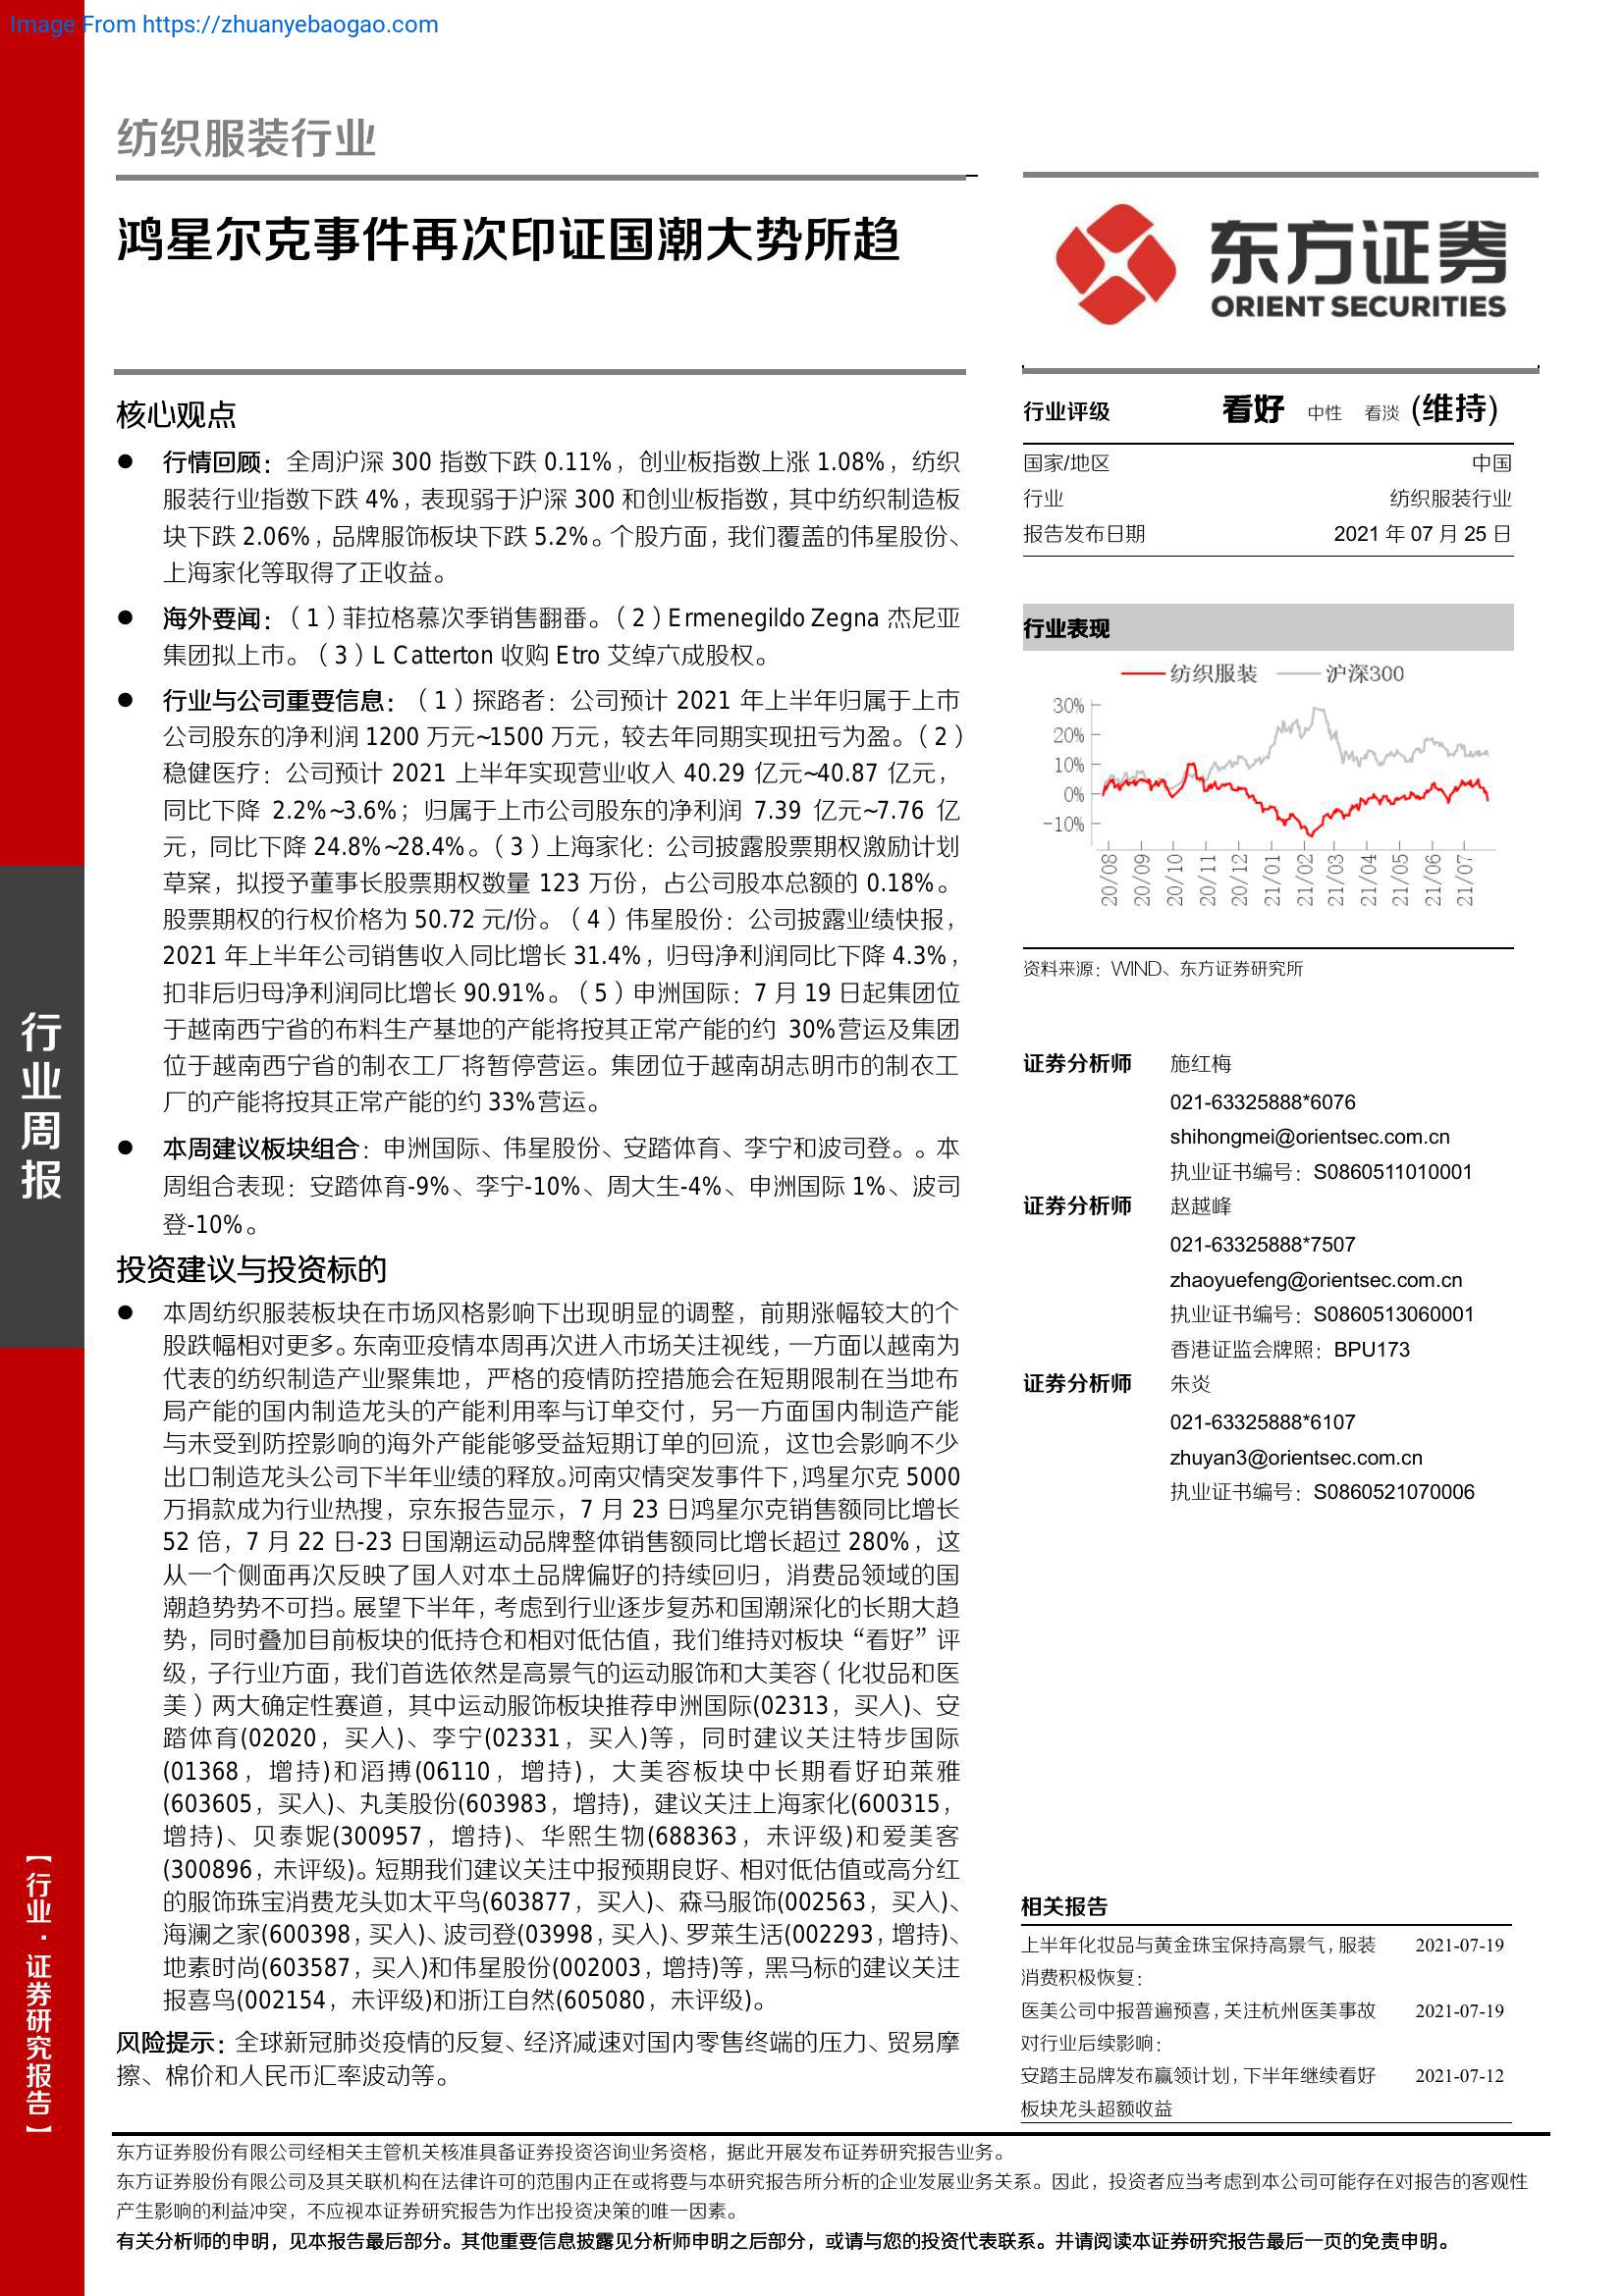 Image From https://zhuanyebaogao.com
纺织服装行业
鸿星尔克事件再次印证国潮大势所趋
东方证券
ORIENT SECURITIES
核心观点
● 行情回顾：全周沪深 300 指数下跌 0.11%，创业板指数上涨 1.08%，纺织
服装行业指数下跌 4%，表现弱于沪深 300 和创业板指数，其中纺织制造板
块下跌 2.06%，品牌服饰板块下跌 5.2%。个股方面，我们覆盖的伟星股份、
上海家化等取得了正收益。
● 海外要闻：（1）菲拉格慕次季销售翻番。（2）Ermenegildo Zegna 杰尼亚
集团拟上市。（3）L Catterton 收购 Etro 艾绰六成股权。
● 行业与公司重要信息：（1）探路者：公司预计 2021 年上半年归属于上市
公司股东的净利润 1200 万元~1500 万元，较去年同期实现扭亏为盈。（2）
稳健医疗：公司预计 2021 上半年实现营业收入 40.29 亿元~40.87 亿元，
同比下降 2.2%~3.6%；归属于上市公司股东的净利润 7.39 亿元~7.76 亿
元，同比下降 24.8%~28.4%。（3）上海家化：公司披露股票期权激励计划
草案，拟授予董事长股票期权数量 123 万份，占公司股本总额的 0.18%。
股票期权的行权价格为 50.72 元/份。（4）伟星股份：公司披露业绩快报，
2021 年上半年公司销售收入同比增长 31.4%，归母净利润同比下降 4.3%，
扣非后归母净利润同比增长 90.91%。（5）申洲国际：7 月 19 日起集团位
于越南西宁省的布料生产基地的产能将按其正常产能的约 30%营运及集团
位于越南西宁省的制衣工厂将暂停营运。集团位于越南胡志明市的制衣工
厂的产能将按其正常产能的约 33%营运。
● 本周建议板块组合：申洲国际、伟星股份、安踏体育、李宁和波司登。。本
周组合表现：安踏体育-9%、李宁-10%、周大生-4%、申洲国际 1%、波司
登-10%。
投资建议与投资标的
● 本周纺织服装板块在市场风格影响下出现明显的调整，前期涨幅较大的个
股跌幅相对更多。东南亚疫情本周再次进入市场关注视线，一方面以越南为
代表的纺织制造产业聚集地，严格的疫情防控措施会在短期限制在当地布
局产能的国内制造龙头的产能利用率与订单交付，另一方面国内制造产能
与未受到防控影响的海外产能能够受益短期订单的回流，这也会影响不少
出口制造龙头公司下半年业绩的释放。河南灾情突发事件下，鸿星尔克 5000
万捐款成为行业热搜，京东报告显示，7 月 23 日鸿星尔克销售额同比增长
52 倍，7 月 22 日-23 日国潮运动品牌整体销售额同比增长超过 280%，这
从一个侧面再次反映了国人对本土品牌偏好的持续回归，消费品领域的国
潮趋势势不可挡。展望下半年，考虑到行业逐步复苏和国潮深化的长期大趋
势，同时叠加目前板块的低持仓和相对低估值，我们维持对板块“看好”评
级，子行业方面，我们首选依然是高景气的运动服饰和大美容（化妆品和医
美）两大确定性赛道，其中运动服饰板块推荐申洲国际(02313，买入)、安
踏体育(02020，买入)、李宁(02331，买入)等，同时建议关注特步国际
(01368，增持)和滔搏(06110，增持)，大美容板块中长期看好珀莱雅
(603605，买入)、丸美股份(603983，增持)，建议关注上海家化(600315，
增持)、贝泰妮(300957，增持)、华熙生物(688363，未评级)和爱美客
(300896，未评级)。短期我们建议关注中报预期良好、相对低估值或高分红
的服饰珠宝消费龙头如太平鸟(603877，买入)、森马服饰(002563，买入)、
海澜之家(600398，买入)、波司登(03998，买入)、罗莱生活(002293，增持)、
地素时尚(603587，买入)和伟星股份(002003，增持)等，黑马标的建议关注
报喜鸟(002154，未评级)和浙江自然(605080，未评级)。
风险提示：全球新冠肺炎疫情的反复、经济减速对国内零售终端的压力、贸易摩
擦、棉价和人民币汇率波动等。
行业评级 看好 中性 看淡 (维持)
国家/地区 中国
行业 纺织服装行业
报告发布日期 2021 年 07 月 25 日
行业表现
纺织服装 沪深300
30%
20%
10%
0%
-10%
20/08 20/09 20/10 20/11 20/12 21/01 21/02 21/03 21/04 21/05 21/06 21/07
资料来源：WIND、东方证券研究所
证券分析师 施红梅
021-63325888*6076
shihongmei@orientsec.com.cn
执业证书编号：S0860511010001
证券分析师 赵越峰
021-63325888*7507
zhaoyuefeng@orientsec.com.cn
执业证书编号：S0860513060001
香港证监会牌照：BPU173
证券分析师 朱炎
021-63325888*6107
zhuyan3@orientsec.com.cn
执业证书编号：S0860521070006
相关报告
上半年化妆品与黄金珠宝保持高景气，服装 2021-07-19
消费积极恢复：
医美公司中报普遍预喜，关注杭州医美事故 2021-07-19
对行业后续影响：
安踏主品牌发布赢领计划，下半年继续看好 2021-07-12
板块龙头超额收益
行业周报
【行业·证券研究报告】
东方证券股份有限公司经相关主管机关核准具备证券投资咨询业务资格，据此开展发布证券研究报告业务。
东方证券股份有限公司及其关联机构在法律许可的范围内正在或将要与本研究报告所分析的企业发展业务关系。因此，投资者应当考虑到本公司可能存在对报告的客观性
产生影响的利益冲突，不应视本证券研究报告为作出投资决策的唯一因素。
有关分析师的申明，见本报告最后部分。其他重要信息披露见分析师申明之后部分，或请与您的投资代表联系。并请阅读本证券研究报告最后一页的免责申明。